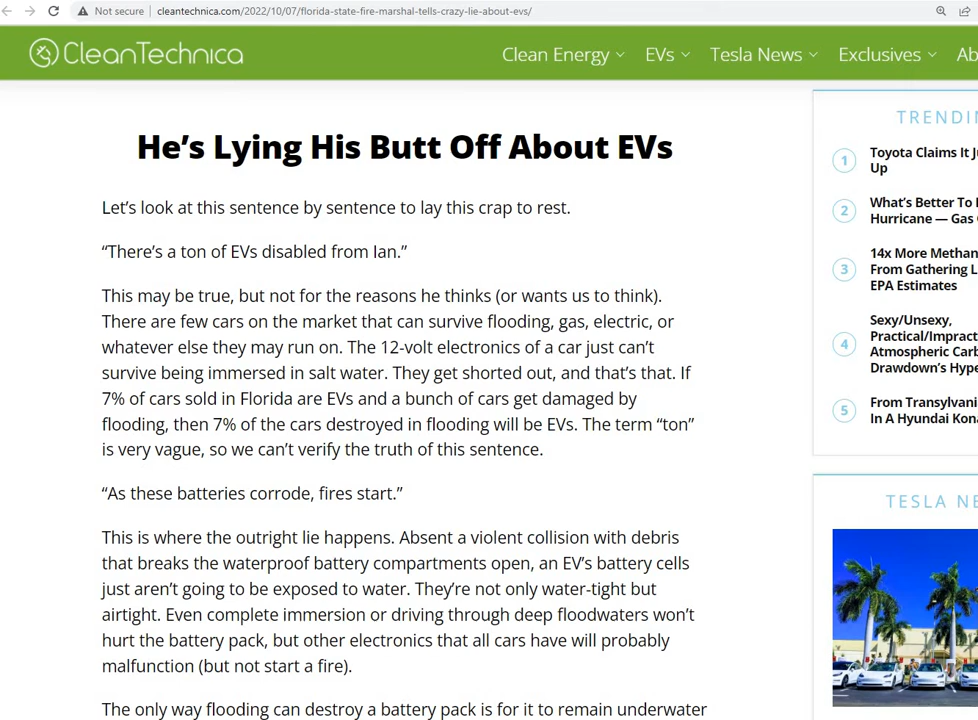 Not secure
cleantechnica.com/2022/10/07/florida-state-fire-marshal-tells-crazy-lie-about-evs/
CleanTechnica
Clean Energy EVs Tesla News Exclusives Ab
He’s Lying His Butt Off About EVs
Let’s look at this sentence by sentence to lay this crap to rest.
“There’s a ton of EVs disabled from Ian.”
This may be true, but not for the reasons he thinks (or wants us to think).
There are few cars on the market that can survive flooding, gas, electric, or
whatever else they may run on. The 12-volt electronics of a car just can’t
survive being immersed in salt water. They get shorted out, and that’s that. If
7% of cars sold in Florida are EVs and a bunch of cars get damaged by
flooding, then 7% of the cars destroyed in flooding will be EVs. The term “ton”
is very vague, so we can’t verify the truth of this sentence.
“As these batteries corrode, fires start.”
This is where the outright lie happens. Absent a violent collision with debris
that breaks the waterproof battery compartments open, an EV’s battery cells
just aren’t going to be exposed to water. They’re not only water-tight but
airtight. Even complete immersion or driving through deep floodwaters won’t
hurt the battery pack, but other electronics that all cars have will probably
malfunction (but not start a fire).
The only way flooding can destroy a battery pack is for it to remain underwater
TRENDIN
1
Toyota Claims It J
Up
2
What’s Better To
Hurricane — Gas
3
14x More Methan
From Gathering L
EPA Estimates
4
Sexy/Unsexy,
Practical/Impract
Atmospheric Carb
Drawdown’s Hype
5
From Transylvani
In A Hyundai Kona
TESLA NE